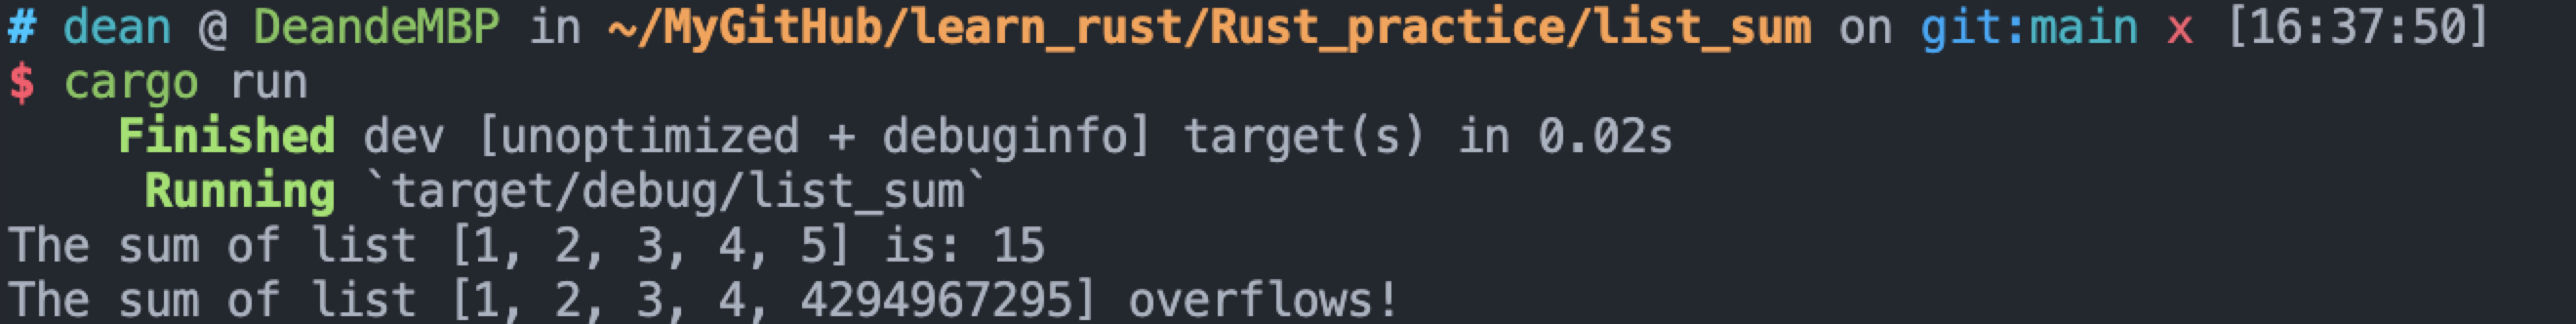 # dean @ DeandeMBP in ~/MyGitHub/learn_rust/Rust_practice/list_sum on git:main x [16:37:50]
$ cargo run
Finished dev [unoptimized + debuginfo] target(s) in 0.02s
Running `target/debug/list_sum`
The sum of list [1, 2, 3, 4, 5] is: 15
The sum of list [1, 2, 3, 4, 4294967295] overflows!